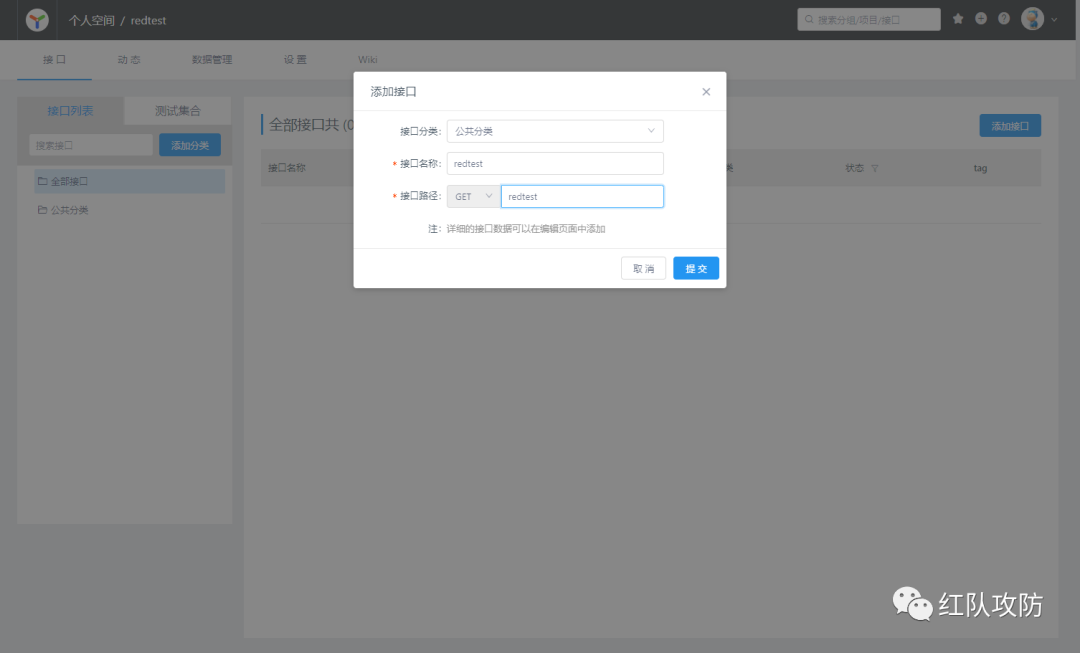 个人空间 / redtest
搜索分组/项目/接口
接口 动态 数据管理 设置 Wiki
接口列表 测试集合
搜索接口 添加分类
全部接口
公共分类
全部接口共 (0
添加接口
接口名称 状态 tag
添加接口
接口分类: 公共分类
* 接口名称: redtest
* 接口路径: GET redtest
注: 详细的接口数据可以在编辑页面中添加
取消 提交
红队攻防